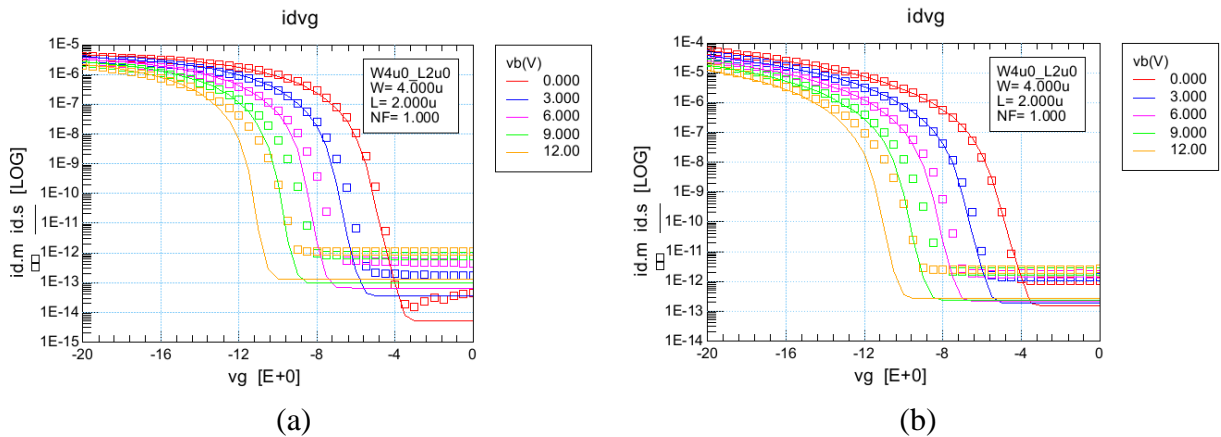 idvg
id.m id.s [LOG]
1E-5
1E-6
1E-7
1E-8
1E-9
1E-10
1E-11
1E-12
1E-13
1E-14
1E-15
W4u0_L2u0
W= 4.000u
L= 2.000u
NF= 1.000
-20
-16
-12
-8
-4
0
vg [E+0]
vb(V)
0.000
3.000
6.000
9.000
12.00
(a)
idvg
id.m id.s [LOG]
1E-4
1E-5
1E-6
1E-7
1E-8
1E-9
1E-10
1E-11
1E-12
1E-13
1E-14
W4u0_L2u0
W= 4.000u
L= 2.000u
NF= 1.000
-20
-16
-12
-8
-4
0
vg [E+0]
vb(V)
0.000
3.000
6.000
9.000
12.00
(b)